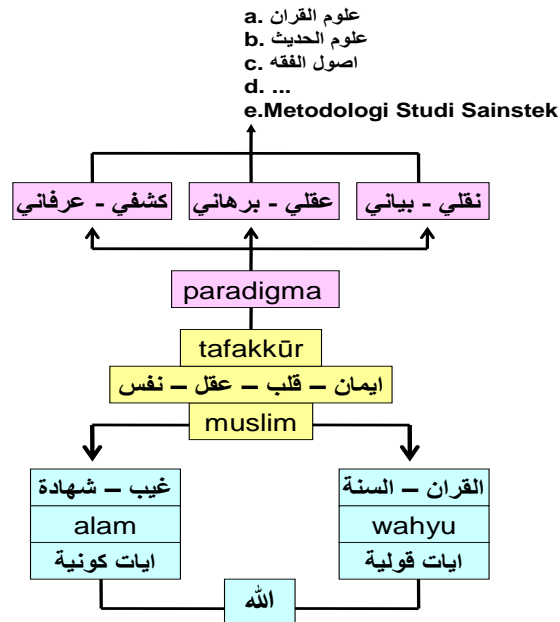 a. علوم القران
b. علوم الحديث
c. اصول الفقه
d. ...
e.Metodologi Studi Sainstek
كشفي - عرفاني
عقلي - برهاني
نقلي - بياني
paradigma
tafakkūr
ايمان – قلب – عقل – نفس
muslim
غيب – شهادة
alam
ايات كونية
القران – السنة
wahyu
ايات قولية
الله